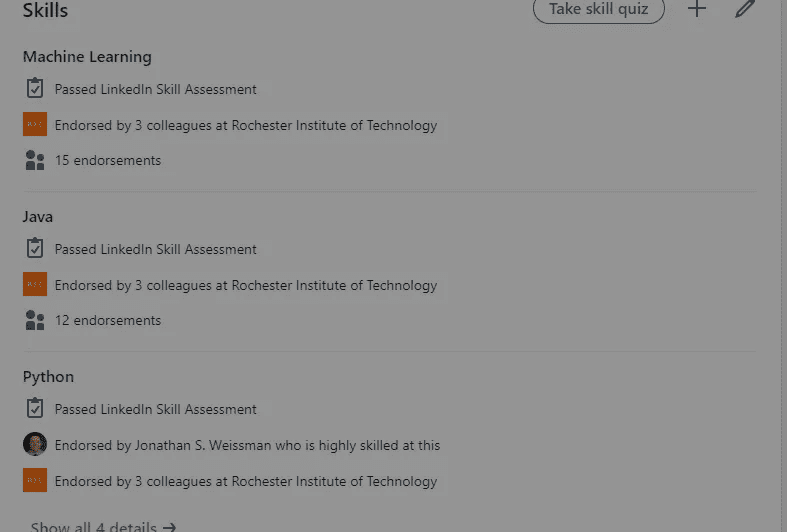 Skills
Take skill quiz
Machine Learning
Passed LinkedIn Skill Assessment
Endorsed by 3 colleagues at Rochester Institute of Technology
15 endorsements
Java
Passed LinkedIn Skill Assessment
Endorsed by 3 colleagues at Rochester Institute of Technology
12 endorsements
Python
Passed LinkedIn Skill Assessment
Endorsed by Jonathan S. Weissman who is highly skilled at this
Endorsed by 3 colleagues at Rochester Institute of Technology
Show all 4 details →